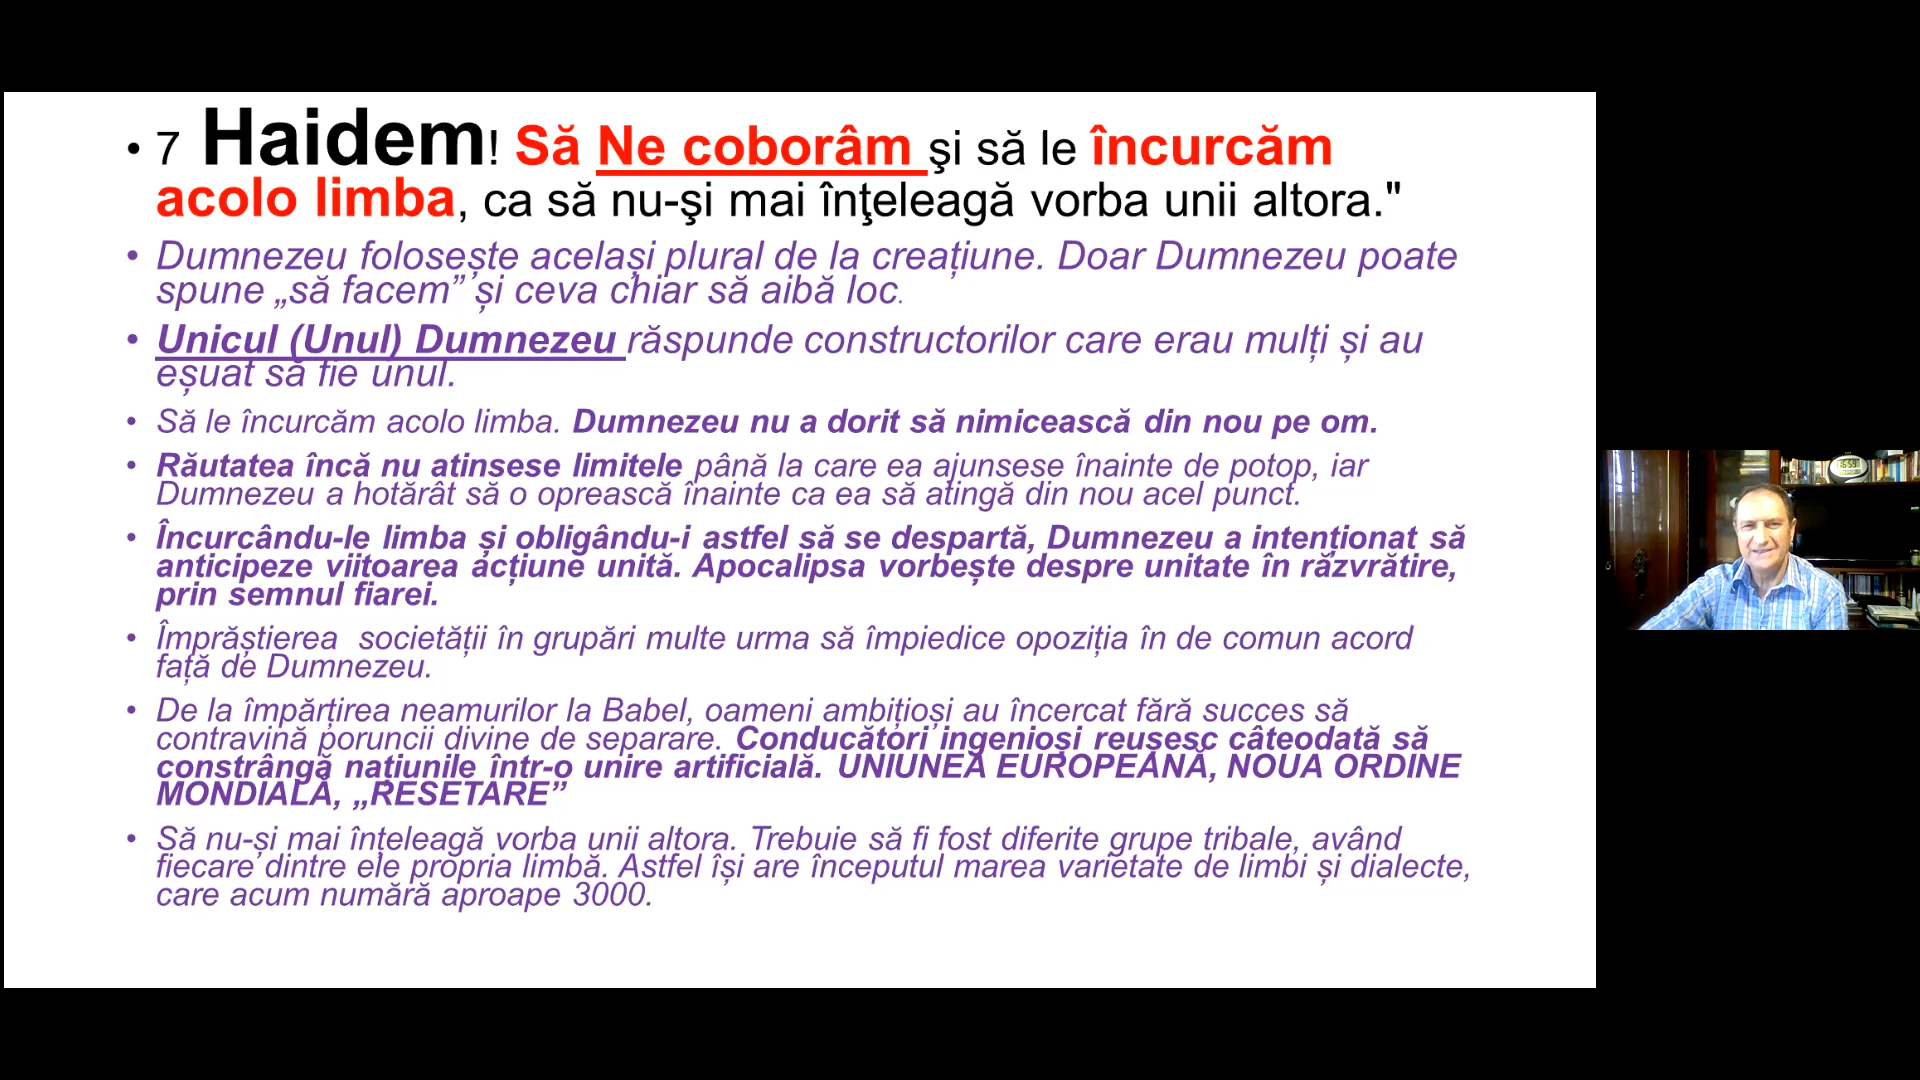 • 7 Haidem! Să Ne coborâm şi să le încurcăm
acolo limba, ca să nu-şi mai înţeleagă vorba unii altora."
• Dumnezeu folosește același plural de la creațiune. Doar Dumnezeu poate
spune „să facem” și ceva chiar să aibă loc.
• Unicul (Unul) Dumnezeu răspunde constructorilor care erau mulți și au
eșuat să fie unul.
• Să le încurcăm acolo limba. Dumnezeu nu a dorit să nimicească din nou pe om.
• Răutatea încă nu atinsese limitele până la care ea ajunsese înainte de potop, iar
Dumnezeu a hotărât să o oprească înainte ca ea să atingă din nou acel punct.
• Încurcându-le limba și obligându-i astfel să se despartă, Dumnezeu a intenționat să
anticipeze viitoarea acțiune unită. Apocalipsa vorbește despre unitate în răzvrătire,
prin semnul fiarei.
• Împrăștierea societății în grupări multe urma să împiedice opoziția în de comun acord
față de Dumnezeu.
• De la împărțirea neamurilor la Babel, oameni ambițioși au încercat fără succes să
contravină poruncii divine de separare. Conducători ingenioși reușesc câteodată să
constrângă națiunile într-o unire artificială. UNIUNEA EUROPEANĂ, NOUA ORDINE
MONDIALĂ, „RESETARE”
• Să nu-și mai înțeleagă vorba unii altora. Trebuie să fi fost diferite grupe tribale, având
fiecare dintre ele propria limbă. Astfel își are începutul marea varietate de limbi și dialecte,
care acum numără aproape 3000.